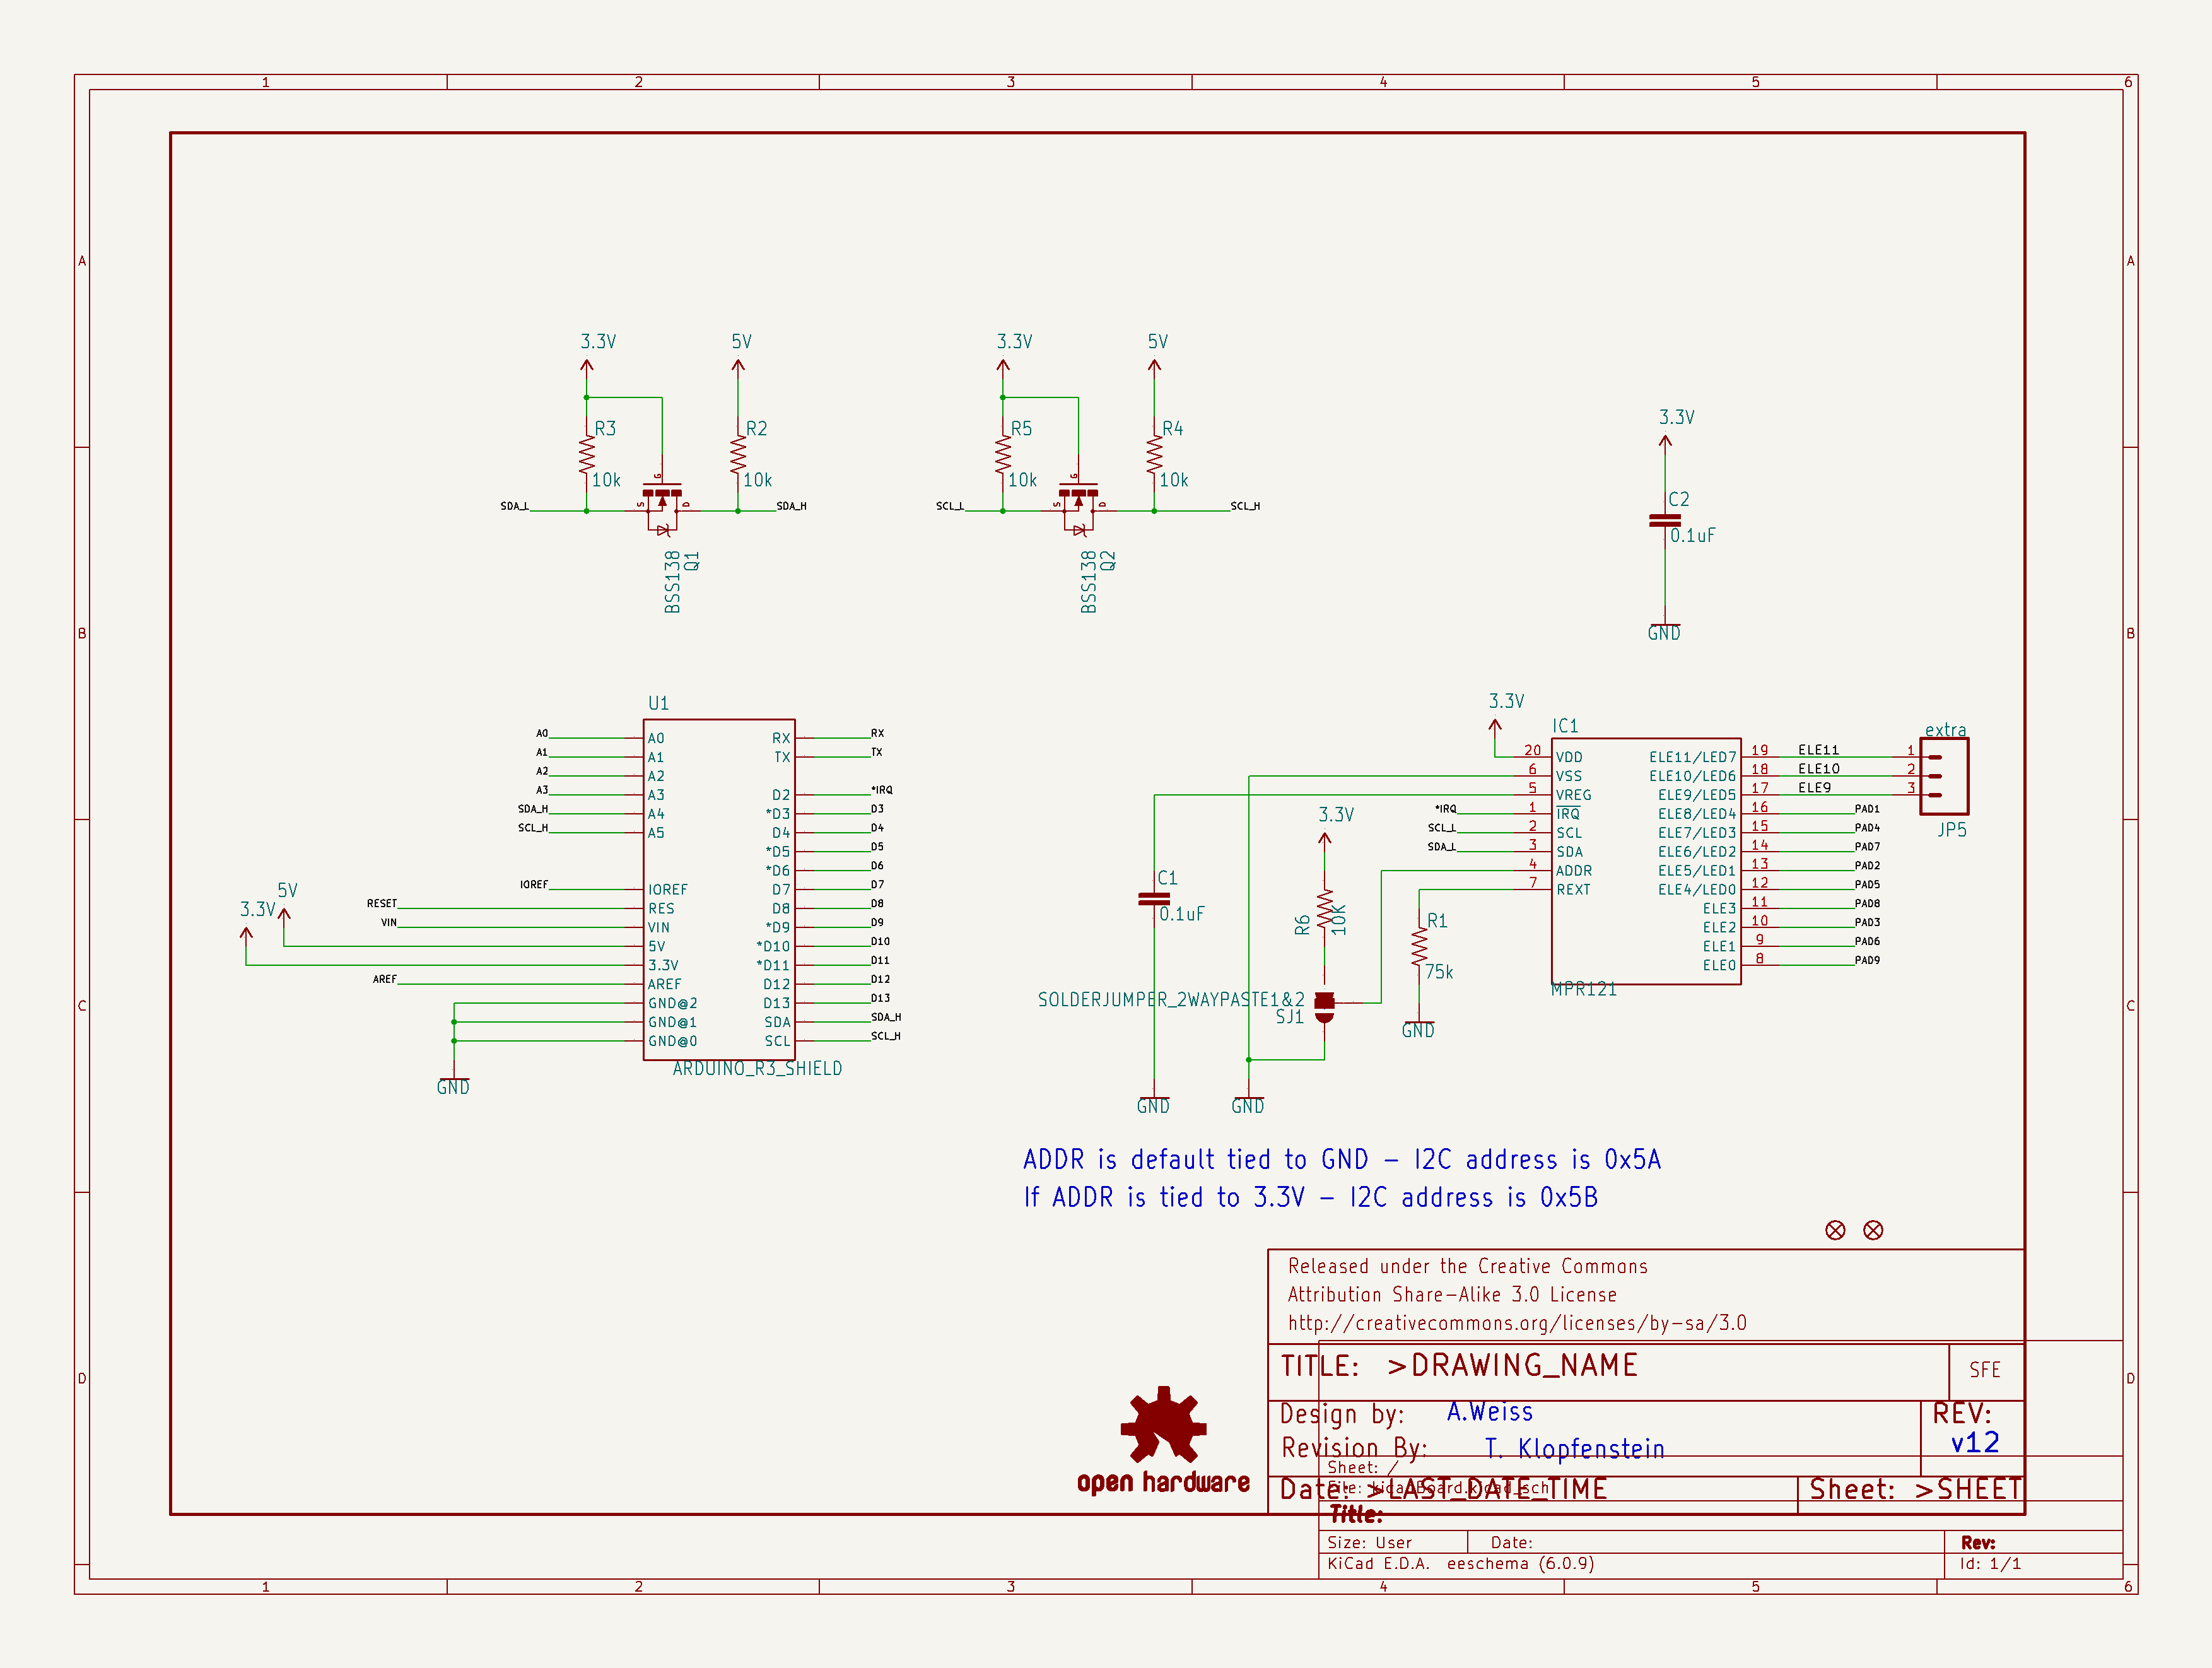 1 2 3 4 5 6
A A
B B
C C
D D
3.3V 5V
R3 R2
10k 10k
G
S D
SDA_L SDA_H
BSS138
Q1
3.3V 5V
R5 R4
10k 10k
G
S D
SCL_L SCL_H
BSS138
Q2
3.3V
C2
0.1uF
GND
U1
A0 A0 RX RX
A1 A1 TX TX
A2 A2
A3 A3 D2 *IRQ
SDA_H A4 *D3 D3
SCL_H A5 D4 D4
*D5 D5
*D6 D6
IOREF IOREF D7 D7
RESET RES D8 D8
VIN VIN *D9 D9
5V 5V *D10 D10
3.3V 3.3V *D11 D11
AREF AREF D12 D12
GND@2 D13 D13
GND@1 SDA SDA_H
GND@0 SCL SCL_H
GND
ARDUINO_R3_SHIELD
3.3V
IC1
20 VDD ELE11/LED7 19 ELE11 1
6 VSS ELE10/LED6 18 ELE10 2
5 VREG ELE9/LED5 17 ELE9 3
*IRQ 1 IRQ ELE8/LED4 16 PAD1
SCL_L 2 SCL ELE7/LED3 15 PAD4
SDA_L 3 SDA ELE6/LED2 14 PAD7
4 ADDR ELE5/LED1 13 PAD2
7 REXT ELE4/LED0 12 PAD5
ELE3 11 PAD8
ELE2 10 PAD3
ELE1 9 PAD6
ELE0 8 PAD9
MPR121
extra
JP5
3.3V
C1
0.1uF
R6
10K
R1
75k
SOLDERJUMPER_2WAYPASTE1&2
SJ1
GND
GND
GND
ADDR is default tied to GND - I2C address is 0x5A
If ADDR is tied to 3.3V - I2C address is 0x5B
Released under the Creative Commons
Attribution Share-Alike 3.0 License
http://creativecommons.org/licenses/by-sa/3.0
TITLE: >DRAWING_NAME
SFE
Design by: A.Weiss
REV:
v12
Revision By: T. Klopfenstein
Sheet: /
File: kicadBoard.kicad_sch
Date: >LAST_DATE_TIME
Sheet: >SHEET
Title:
Size: User Date: Rev:
KiCad E.D.A. eeschema (6.0.9) Id: 1/1
open hardware
1 2 3 4 5 6